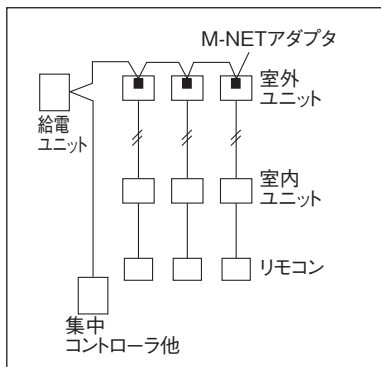 M-NETアダプタ
室外
ユニット
給電
ユニット
室内
ユニット
リモコン
集中
コントローラ他